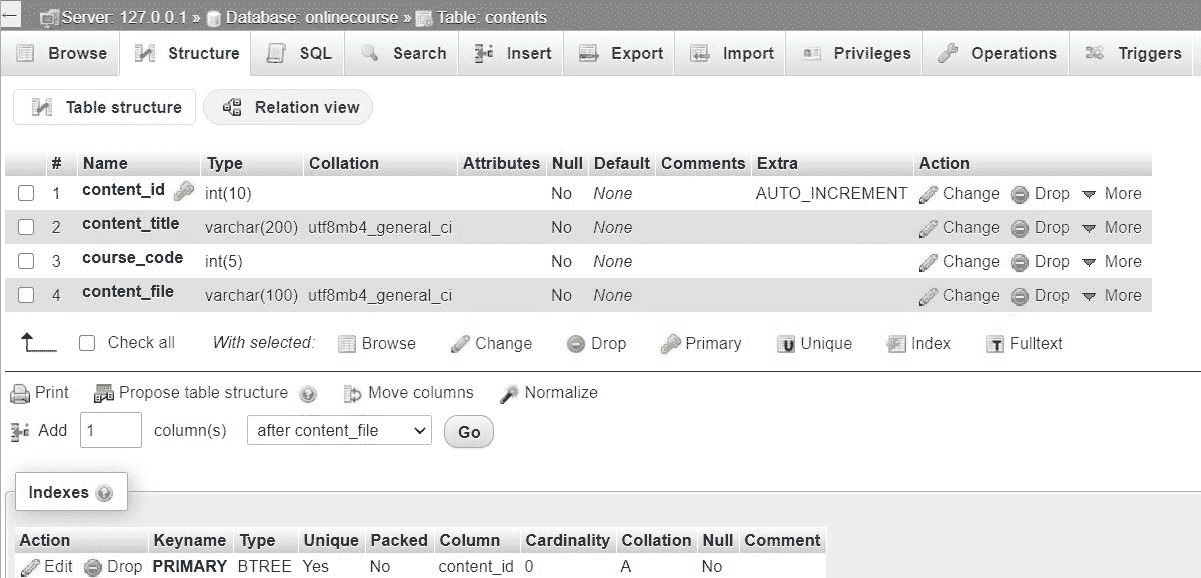 Server: 127.0.0.1 » Database: onlinecourse » Table: contents
Browse Structure SQL Search Insert Export Import Privileges Operations Triggers
Table structure Relation view
# Name Type Collation Attributes Null Default Comments Extra Action
1 content_id int(10) No None AUTO_INCREMENT Change Drop More
2 content_title varchar(200) utf8mb4_general_ci No None Change Drop More
3 course_code int(5) No None Change Drop More
4 content_file varchar(100) utf8mb4_general_ci No None Change Drop More
Check all With selected: Browse Change Drop Primary Unique Index Fulltext
Print Propose table structure Move columns Normalize
Add 1 column(s) after content_file Go
Indexes
Action Keyname Type Unique Packed Column Cardinality Collation Null Comment
Edit Drop PRIMARY BTREE Yes No content_id 0 A No